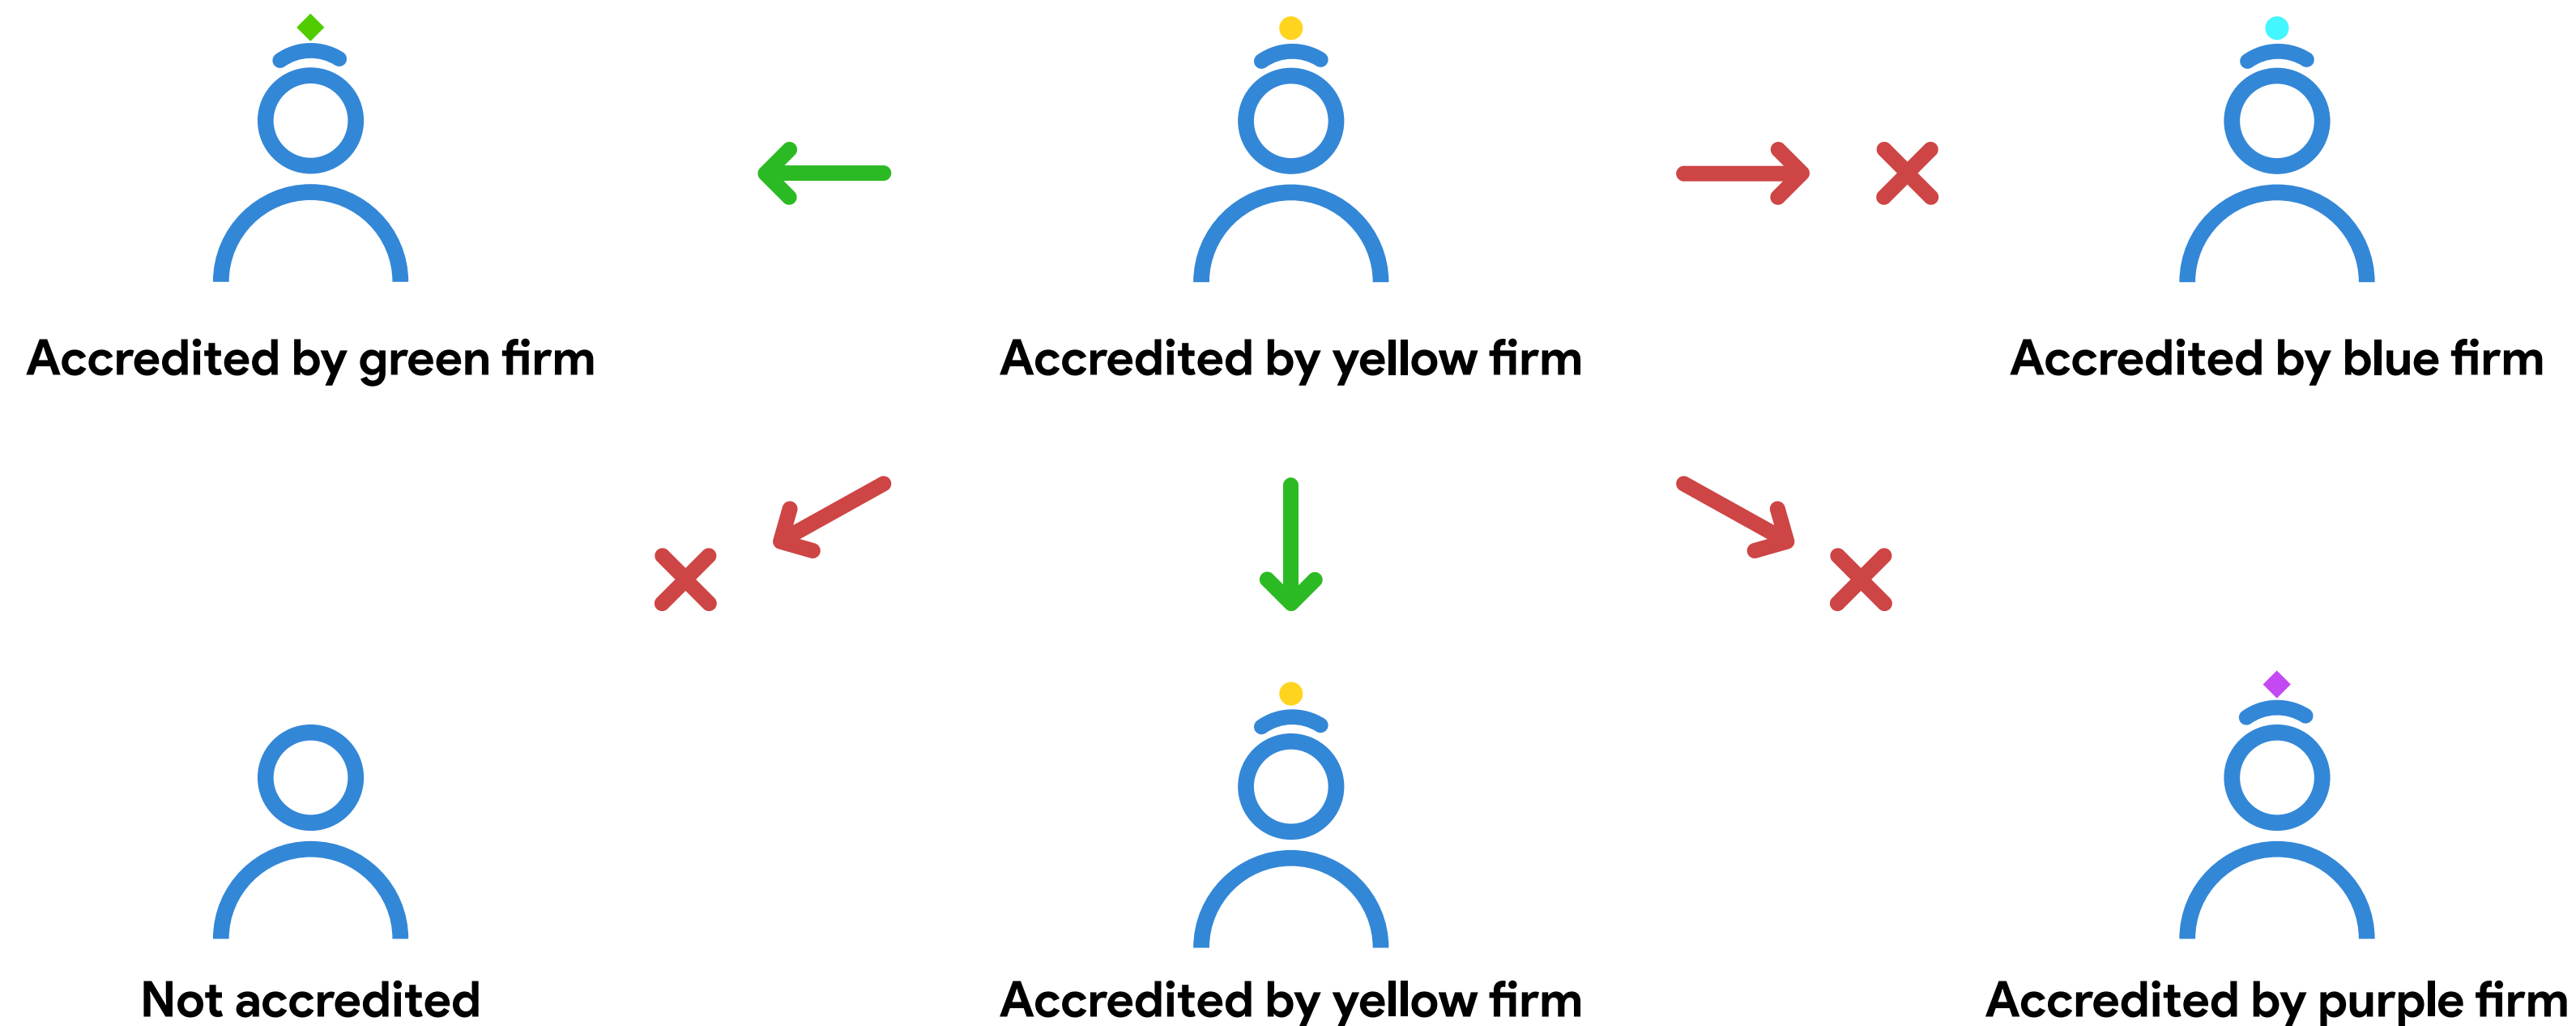 Accredited by green firm
Accredited by yellow firm
Accredited by blue firm
Not accredited
Accredited by yellow firm
Accredited by purple firm